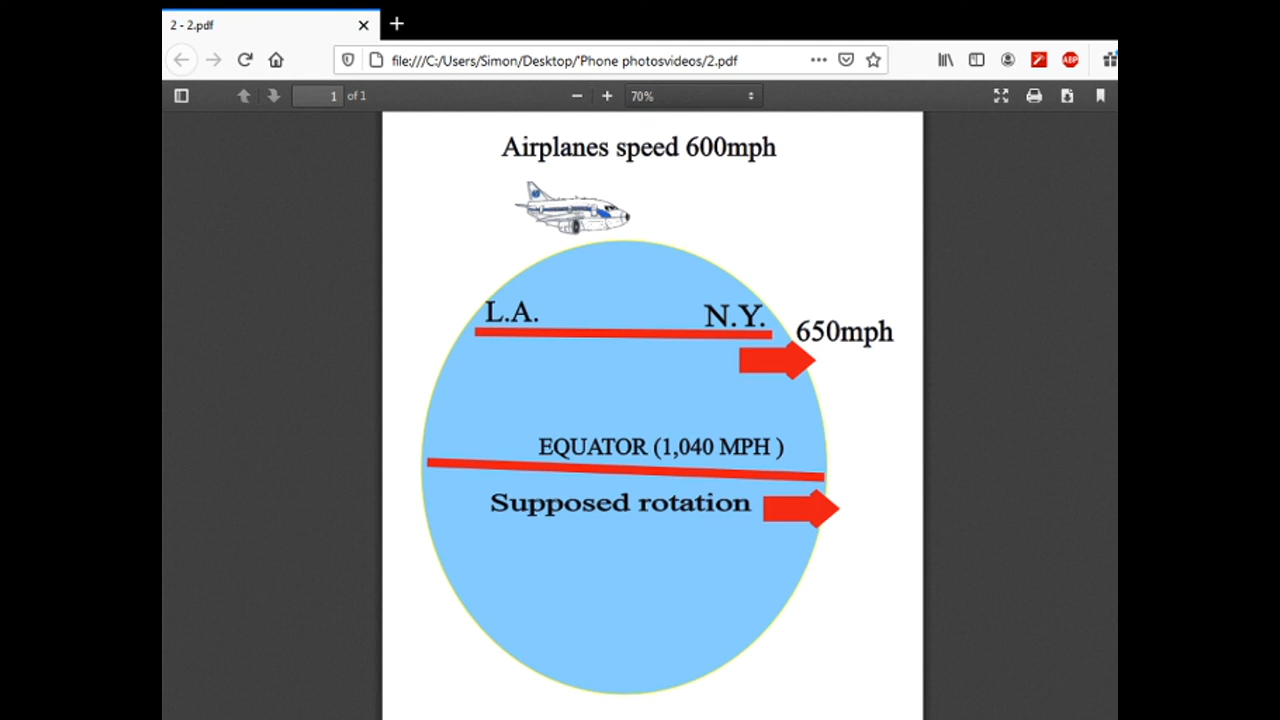 2 - 2.pdf
file:///C:/Users/Simon/Desktop/'Phone photosvideos/2.pdf
1 of 1
70%
ABP
Airplanes speed 600mph
L.A.
N.Y.
650mph
EQUATOR (1,040 MPH )
Supposed rotation